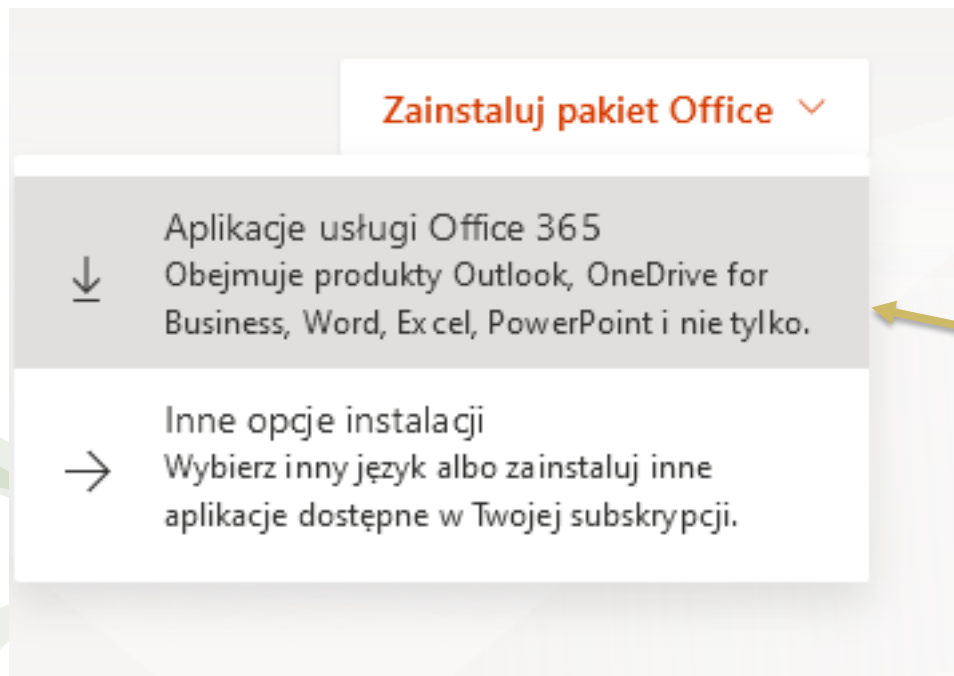 Zainstaluj pakiet Office
Aplikacje usługi Office 365
Obejmuje produkty Outlook, OneDrive for
Business, Word, Excel, PowerPoint i nie tylko.
Inne opcje instalacji
Wybierz inny język albo zainstaluj inne
aplikacje dostępne w Twojej subskrypcji.